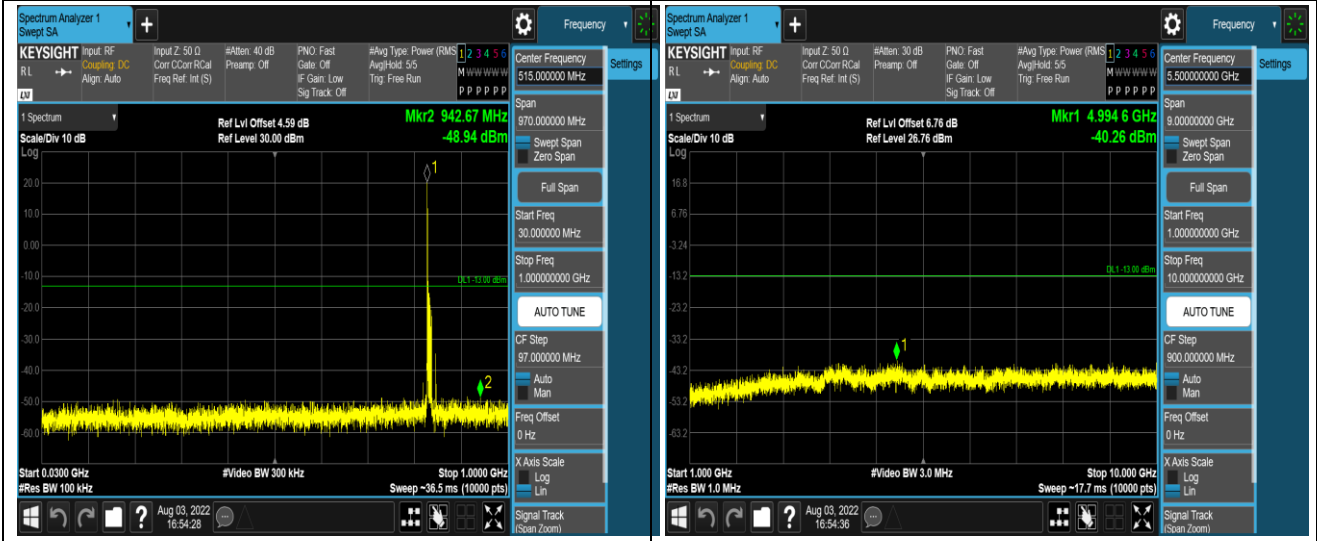 Spectrum Analyzer 1
Swept SA
+
Frequency
KEYSIGHT
RL
LXI
Input: RF
Coupling: DC
Align: Auto
Input Z: 50 Ω
Corr CCorr RCal
Freq Ref: Int (S)
#Atten: 40 dB
Preamp: Off
PNO: Fast
Gate: Off
IF Gain: Low
Sig Track: Off
#Avg Type: Power (RMS
Avg|Hold: 5/5
Trig: Free Run
1 2 3 4 5 6
M W W W W W
P P P P P P
1 Spectrum
Scale/Div 10 dB
Log
Ref Lvl Offset 4.59 dB
Ref Level 30.00 dBm
Mkr2 942.67 MHz
-48.94 dBm
1
20.0
10.0
0.00
-10.0
DL1 -13.00 dBm
-20.0
-30.0
-40.0
2
-50.0
-60.0
Start 0.0300 GHz
#Res BW 100 kHz
#Video BW 300 kHz
Stop 1.0000 GHz
Sweep ~36.5 ms (10000 pts)
Center Frequency
515.000000 MHz
Settings
Span
970.000000 MHz
Swept Span
Zero Span
Full Span
Start Freq
30.000000 MHz
Stop Freq
1.000000000 GHz
AUTO TUNE
CF Step
97.000000 MHz
Auto
Man
Freq Offset
0 Hz
X Axis Scale
Log
Lin
Signal Track
(Span Zoom)
?
Aug 03, 2022
16:54:28
Spectrum Analyzer 1
Swept SA
+
Frequency
KEYSIGHT
RL
LXI
Input: RF
Coupling: DC
Align: Auto
Input Z: 50 Ω
Corr CCorr RCal
Freq Ref: Int (S)
#Atten: 30 dB
Preamp: Off
PNO: Fast
Gate: Off
IF Gain: Low
Sig Track: Off
#Avg Type: Power (RMS
Avg|Hold: 5/5
Trig: Free Run
1 2 3 4 5 6
M W W W W W
P P P P P P
1 Spectrum
Scale/Div 10 dB
Log
Ref Lvl Offset 6.76 dB
Ref Level 26.76 dBm
Mkr1 4.994 6 GHz
-40.26 dBm
16.8
6.76
-3.24
-13.2
DL1 -13.00 dBm
-23.2
-33.2
1
-43.2
-53.2
-63.2
Start 1.000 GHz
#Res BW 1.0 MHz
#Video BW 3.0 MHz
Stop 10.000 GHz
Sweep ~17.7 ms (10000 pts)
Center Frequency
5.500000000 GHz
Settings
Span
9.00000000 GHz
Swept Span
Zero Span
Full Span
Start Freq
1.000000000 GHz
Stop Freq
10.000000000 GHz
AUTO TUNE
CF Step
900.000000 MHz
Auto
Man
Freq Offset
0 Hz
X Axis Scale
Log
Lin
Signal Track
(Span Zoom)
?
Aug 03, 2022
16:54:36